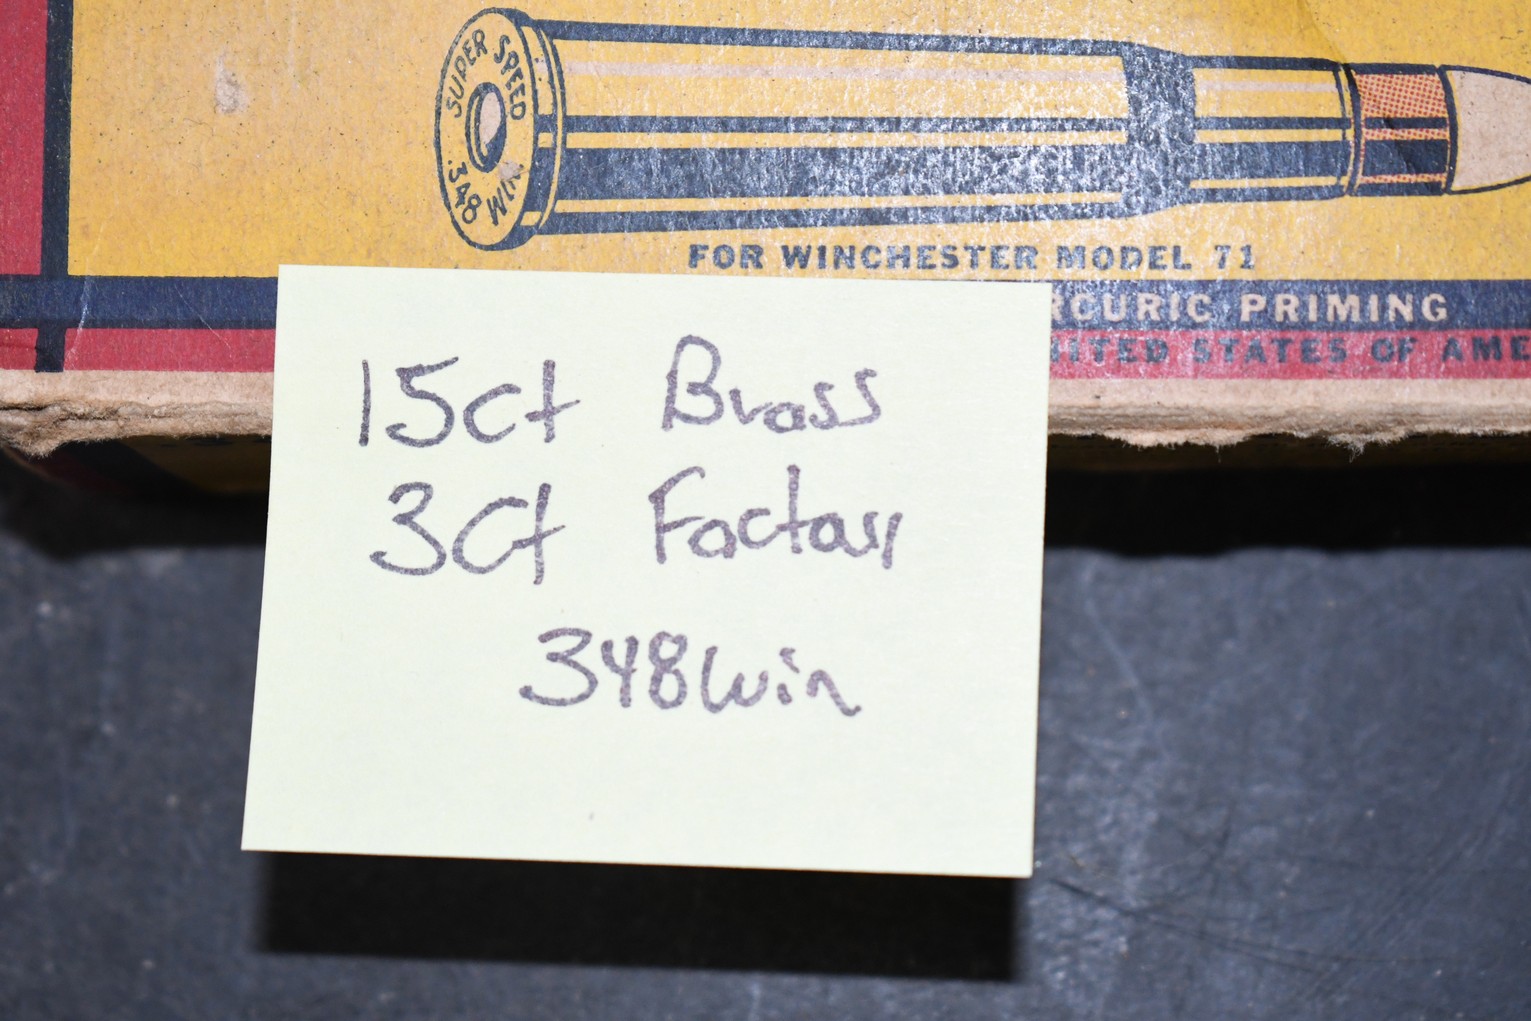 SUPER SPEED
.348 WIN
FOR WINCHESTER MODEL 71
RCURIC PRIMING
ITED STATES OF AME
15ct Brass
3ct Factory
348win